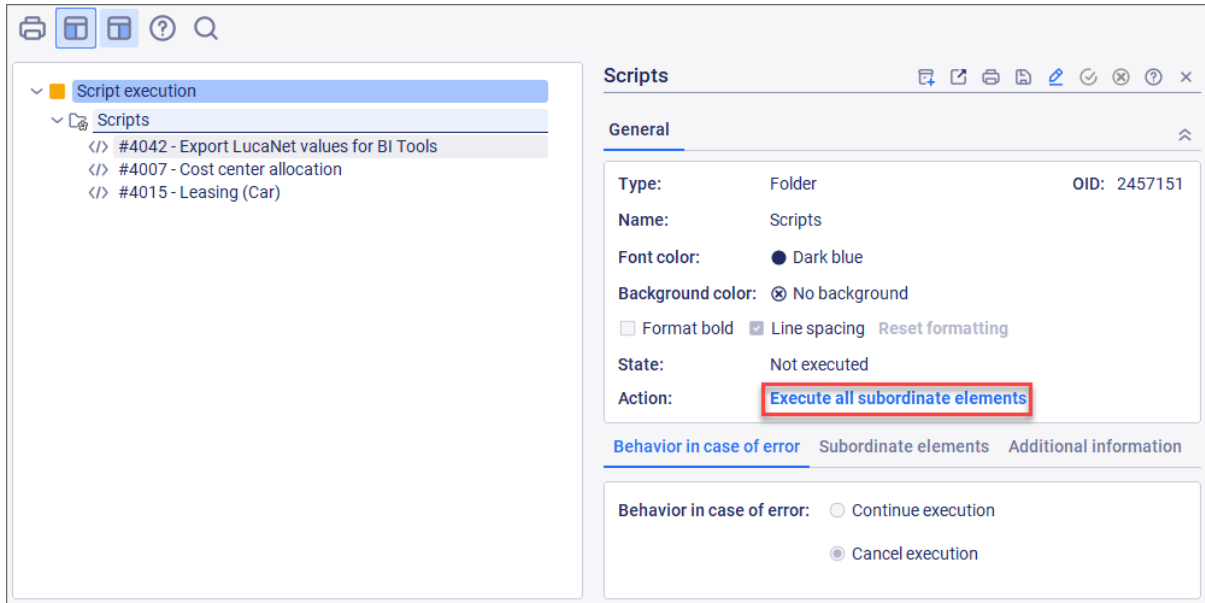 Script execution
Scripts
</> #4042 - Export LucaNet values for BI Tools
</> #4007 - Cost center allocation
</> #4015 - Leasing (Car)
Scripts
General
Type: Folder OID: 2457151
Name: Scripts
Font color: Dark blue
Background color: No background
Format bold Line spacing Reset formatting
State: Not executed
Action: Execute all subordinate elements
Behavior in case of error Subordinate elements Additional information
Behavior in case of error: Continue execution
Cancel execution